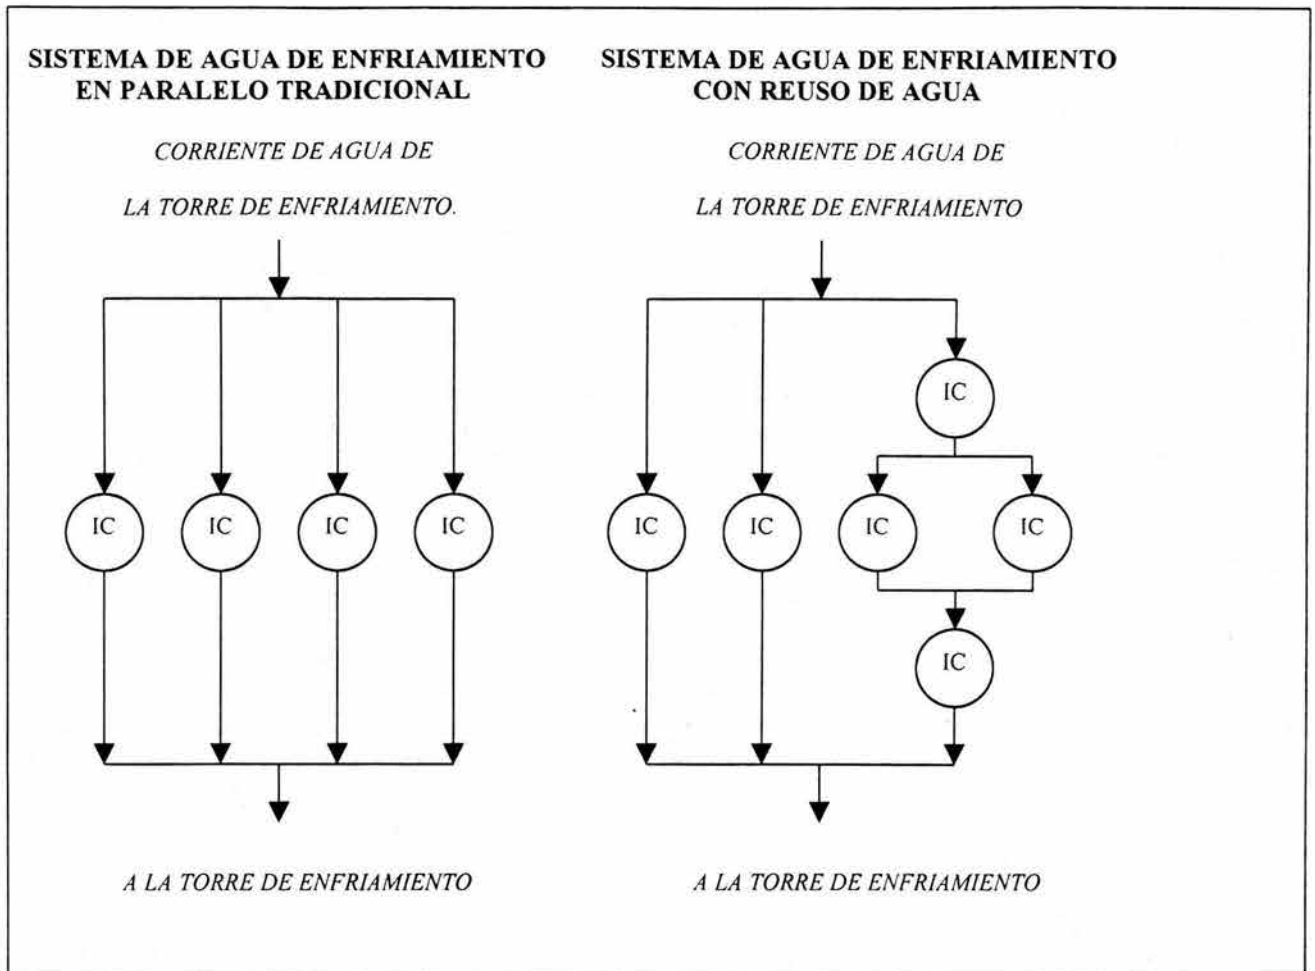 SISTEMA DE AGUA DE ENFRIAMIENTO
EN PARALELO TRADICIONAL
CORRIENTE DE AGUA DE
LA TORRE DE ENFRIAMIENTO.
IC
IC
IC
IC
A LA TORRE DE ENFRIAMIENTO
SISTEMA DE AGUA DE ENFRIAMIENTO
CON REUSO DE AGUA
CORRIENTE DE AGUA DE
LA TORRE DE ENFRIAMIENTO
IC
IC
IC
IC
IC
IC
A LA TORRE DE ENFRIAMIENTO